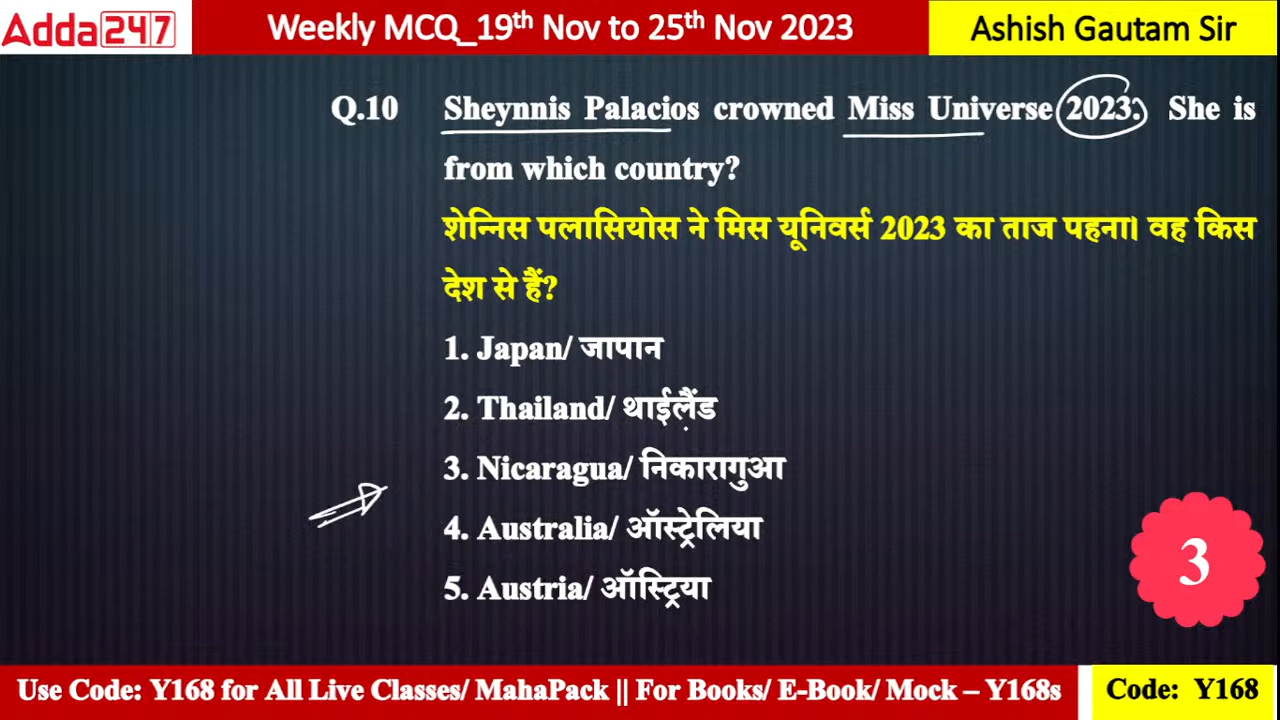 Adda247
Weekly MCQ_19th Nov to 25th Nov 2023
Ashish Gautam Sir
Q.10 Sheynnis Palacios crowned Miss Universe 2023. She is
from which country?
शेन्निस पलासियोस ने मिस यूनिवर्स 2023 का ताज पहना। वह किस
देश से हैं?
1. Japan/ जापान
2. Thailand/ थाईलैंड
3. Nicaragua/ निकारागुआ
4. Australia/ ऑस्ट्रेलिया
5. Austria/ ऑस्ट्रिया
3
Use Code: Y168 for All Live Classes/ MahaPack || For Books/ E-Book/ Mock – Y168s
Code: Y168